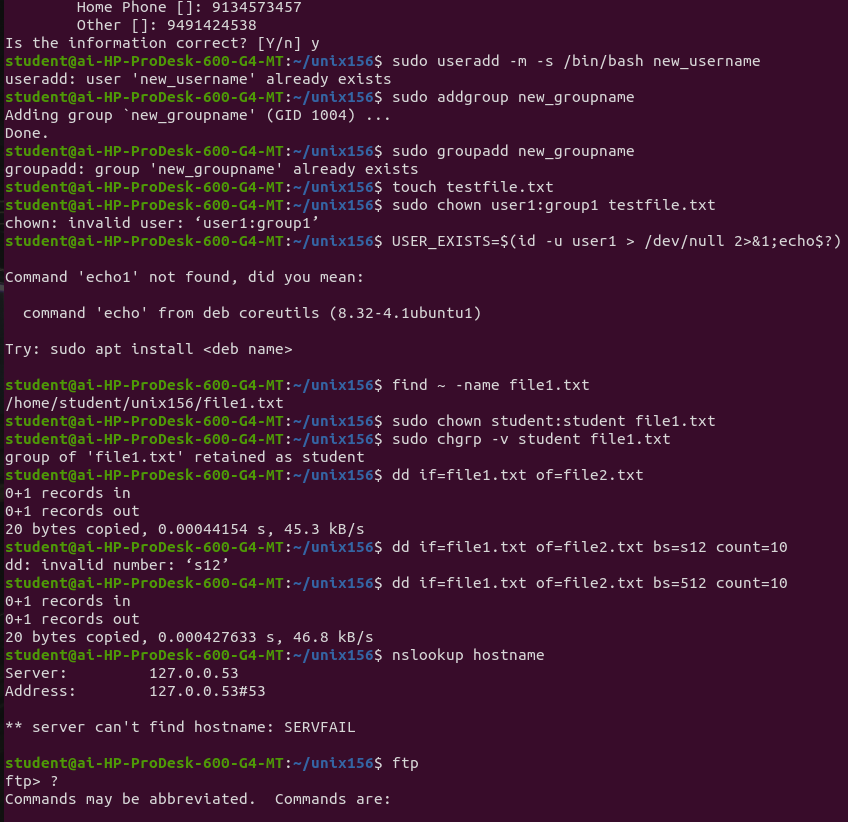 Home Phone []: 9134573457
Other []: 9491424538
Is the information correct? [Y/n] y
student@ai-HP-ProDesk-600-G4-MT:~/unix156$ sudo useradd -m -s /bin/bash new_username
useradd: user 'new_username' already exists
student@ai-HP-ProDesk-600-G4-MT:~/unix156$ sudo addgroup new_groupname
Adding group `new_groupname' (GID 1004) ...
Done.
student@ai-HP-ProDesk-600-G4-MT:~/unix156$ sudo groupadd new_groupname
groupadd: group 'new_groupname' already exists
student@ai-HP-ProDesk-600-G4-MT:~/unix156$ touch testfile.txt
student@ai-HP-ProDesk-600-G4-MT:~/unix156$ sudo chown user1:group1 testfile.txt
chown: invalid user: ‘user1:group1’
student@ai-HP-ProDesk-600-G4-MT:~/unix156$ USER_EXISTS=$(id -u user1 > /dev/null 2>&1;echo$?)
Command 'echo1' not found, did you mean:
command 'echo' from deb coreutils (8.32-4.1ubuntu1)
Try: sudo apt install <deb name>
student@ai-HP-ProDesk-600-G4-MT:~/unix156$ find ~ -name file1.txt
/home/student/unix156/file1.txt
student@ai-HP-ProDesk-600-G4-MT:~/unix156$ sudo chown student:student file1.txt
student@ai-HP-ProDesk-600-G4-MT:~/unix156$ sudo chgrp -v student file1.txt
group of 'file1.txt' retained as student
student@ai-HP-ProDesk-600-G4-MT:~/unix156$ dd if=file1.txt of=file2.txt
0+1 records in
0+1 records out
20 bytes copied, 0.00044154 s, 45.3 kB/s
student@ai-HP-ProDesk-600-G4-MT:~/unix156$ dd if=file1.txt of=file2.txt bs=s12 count=10
dd: invalid number: ‘s12’
student@ai-HP-ProDesk-600-G4-MT:~/unix156$ dd if=file1.txt of=file2.txt bs=512 count=10
0+1 records in
0+1 records out
20 bytes copied, 0.000427633 s, 46.8 kB/s
student@ai-HP-ProDesk-600-G4-MT:~/unix156$ nslookup hostname
Server:         127.0.0.53
Address:        127.0.0.53#53
** server can't find hostname: SERVFAIL
student@ai-HP-ProDesk-600-G4-MT:~/unix156$ ftp
ftp> ?
Commands may be abbreviated.  Commands are: